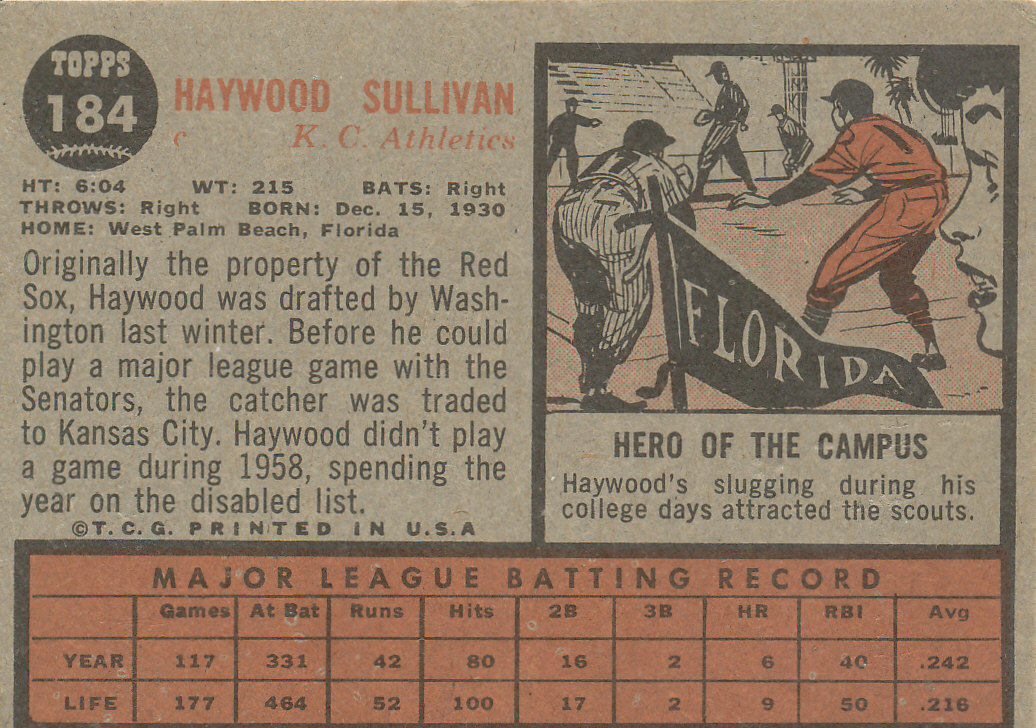 TOPPS
184
HAYWOOD SULLIVAN
c K. C. Athletics
HT: 6:04 WT: 215 BATS: Right
THROWS: Right BORN: Dec. 15, 1930
HOME: West Palm Beach, Florida
Originally the property of the Red
Sox, Haywood was drafted by Wash-
ington last winter. Before he could
play a major league game with the
Senators, the catcher was traded
to Kansas City. Haywood didn't play
a game during 1958, spending the
year on the disabled list.
©T.C.G. PRINTED IN U.S.A
FLORIDA
HERO OF THE CAMPUS
Haywood's slugging during his
college days attracted the scouts.
MAJOR LEAGUE BATTING RECORD
Games At Bat Runs Hits 2B 3B HR RBI Avg
YEAR 117 331 42 80 16 2 6 40 .242
LIFE 177 464 52 100 17 2 9 50 .216